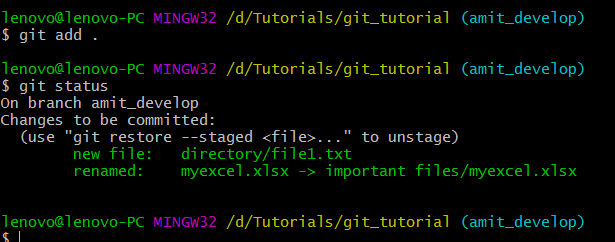 lenovo@lenovo-PC MINGW32 /d/Tutorials/git_tutorial (amit_develop)
$ git add .
lenovo@lenovo-PC MINGW32 /d/Tutorials/git_tutorial (amit_develop)
$ git status
On branch amit_develop
Changes to be committed:
  (use "git restore --staged <file>..." to unstage)
        new file:   directory/file1.txt
        renamed:    myexcel.xlsx -> important files/myexcel.xlsx
lenovo@lenovo-PC MINGW32 /d/Tutorials/git_tutorial (amit_develop)
$